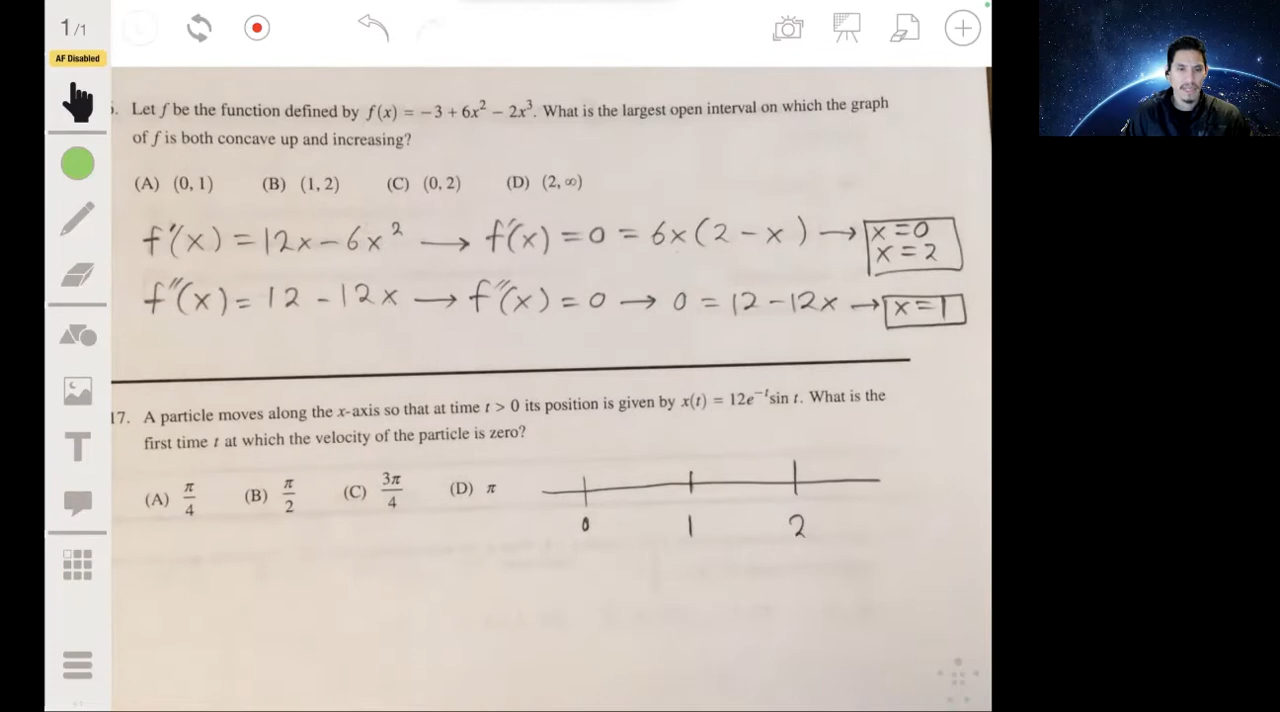 1/1
AF Disabled
. Let f be the function defined by f(x) = −3 + 6x² − 2x³. What is the largest open interval on which the graph
of f is both concave up and increasing?
(A) (0, 1) (B) (1, 2) (C) (0, 2) (D) (2, ∞)
f'(x) = 12x − 6x² → f'(x) = 0 = 6x(2 − x) → x = 0
x = 2
f''(x) = 12 − 12x → f''(x) = 0 → 0 = 12 − 12x → x = 1
17. A particle moves along the x-axis so that at time t > 0 its position is given by x(t) = 12e⁻ᵗ sin t. What is the
first time t at which the velocity of the particle is zero?
(A) π/4 (B) π/2 (C) 3π/4 (D) π
0 1 2
T